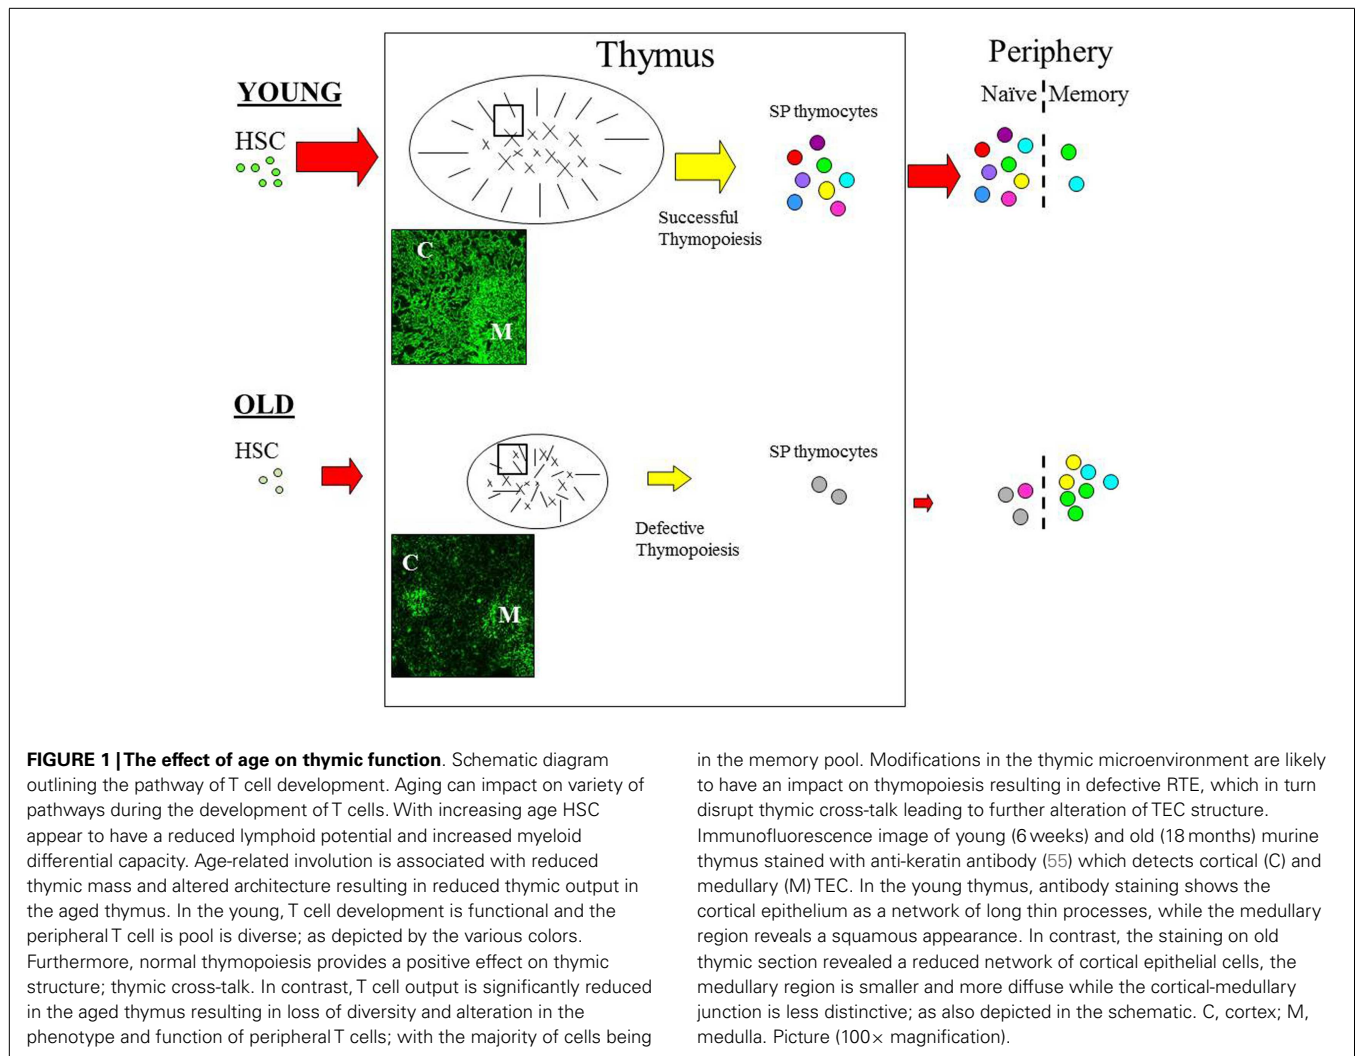 Thymus
Periphery
Naïve Memory
YOUNG
HSC
SP thymocytes
Successful
Thymopoiesis
C
M
OLD
HSC
SP thymocytes
Defective
Thymopoiesis
C
M
FIGURE 1 | The effect of age on thymic function. Schematic diagram
outlining the pathway of T cell development. Aging can impact on variety of
pathways during the development of T cells. With increasing age HSC
appear to have a reduced lymphoid potential and increased myeloid
differential capacity. Age-related involution is associated with reduced
thymic mass and altered architecture resulting in reduced thymic output in
the aged thymus. In the young, T cell development is functional and the
peripheral T cell is pool is diverse; as depicted by the various colors.
Furthermore, normal thymopoiesis provides a positive effect on thymic
structure; thymic cross-talk. In contrast, T cell output is significantly reduced
in the aged thymus resulting in loss of diversity and alteration in the
phenotype and function of peripheral T cells; with the majority of cells being
in the memory pool. Modifications in the thymic microenvironment are likely
to have an impact on thymopoiesis resulting in defective RTE, which in turn
disrupt thymic cross-talk leading to further alteration of TEC structure.
Immunofluorescence image of young (6 weeks) and old (18 months) murine
thymus stained with anti-keratin antibody (55) which detects cortical (C) and
medullary (M) TEC. In the young thymus, antibody staining shows the
cortical epithelium as a network of long thin processes, while the medullary
region reveals a squamous appearance. In contrast, the staining on old
thymic section revealed a reduced network of cortical epithelial cells, the
medullary region is smaller and more diffuse while the cortical-medullary
junction is less distinctive; as also depicted in the schematic. C, cortex; M,
medulla. Picture (100× magnification).